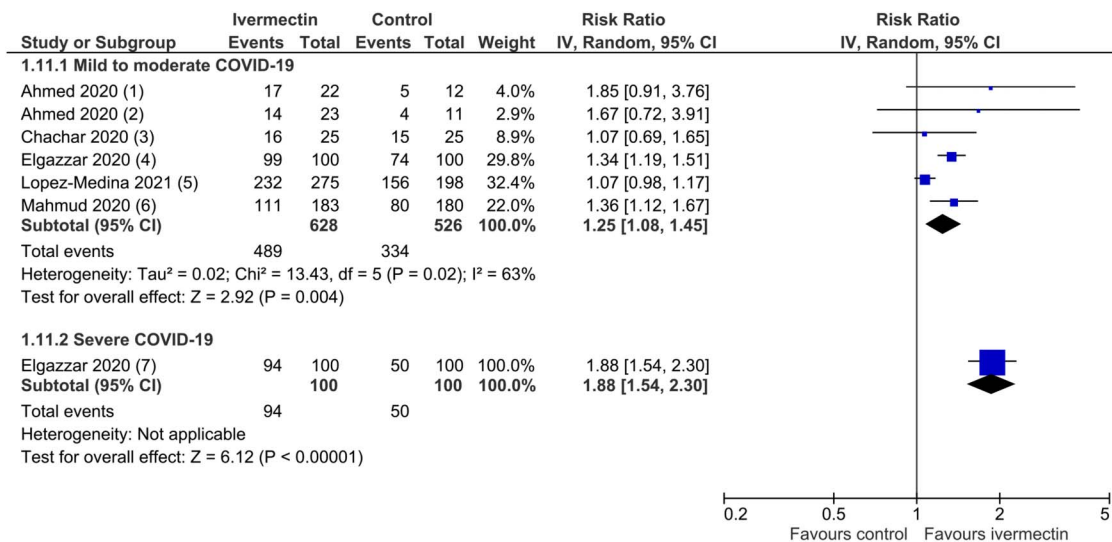 Ivermectin Control Risk Ratio Risk Ratio
Study or Subgroup Events Total Events Total Weight IV, Random, 95% CI IV, Random, 95% CI
1.11.1 Mild to moderate COVID-19
Ahmed 2020 (1) 17 22 5 12 4.0% 1.85 [0.91, 3.76]
Ahmed 2020 (2) 14 23 4 11 2.9% 1.67 [0.72, 3.91]
Chachar 2020 (3) 16 25 15 25 8.9% 1.07 [0.69, 1.65]
Elgazzar 2020 (4) 99 100 74 100 29.8% 1.34 [1.19, 1.51]
Lopez-Medina 2021 (5) 232 275 156 198 32.4% 1.07 [0.98, 1.17]
Mahmud 2020 (6) 111 183 80 180 22.0% 1.36 [1.12, 1.67]
Subtotal (95% CI) 628 526 100.0% 1.25 [1.08, 1.45]
Total events 489 334
Heterogeneity: Tau² = 0.02; Chi² = 13.43, df = 5 (P = 0.02); I² = 63%
Test for overall effect: Z = 2.92 (P = 0.004)
1.11.2 Severe COVID-19
Elgazzar 2020 (7) 94 100 50 100 100.0% 1.88 [1.54, 2.30]
Subtotal (95% CI) 100 100 100.0% 1.88 [1.54, 2.30]
Total events 94 50
Heterogeneity: Not applicable
Test for overall effect: Z = 6.12 (P < 0.00001)
0.2 0.5 1 2 5
Favours control Favours ivermectin